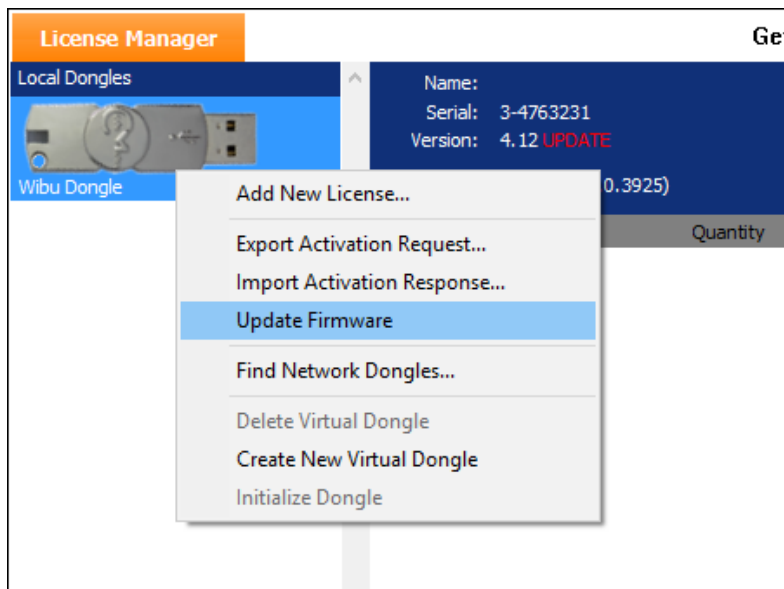 License Manager
Local Dongles
Name:
Serial: 3-4763231
Version: 4.12 UPDATE
Wibu Dongle
0.3925)
Quantity
Add New License...
Export Activation Request...
Import Activation Response...
Update Firmware
Find Network Dongles...
Delete Virtual Dongle
Create New Virtual Dongle
Initialize Dongle